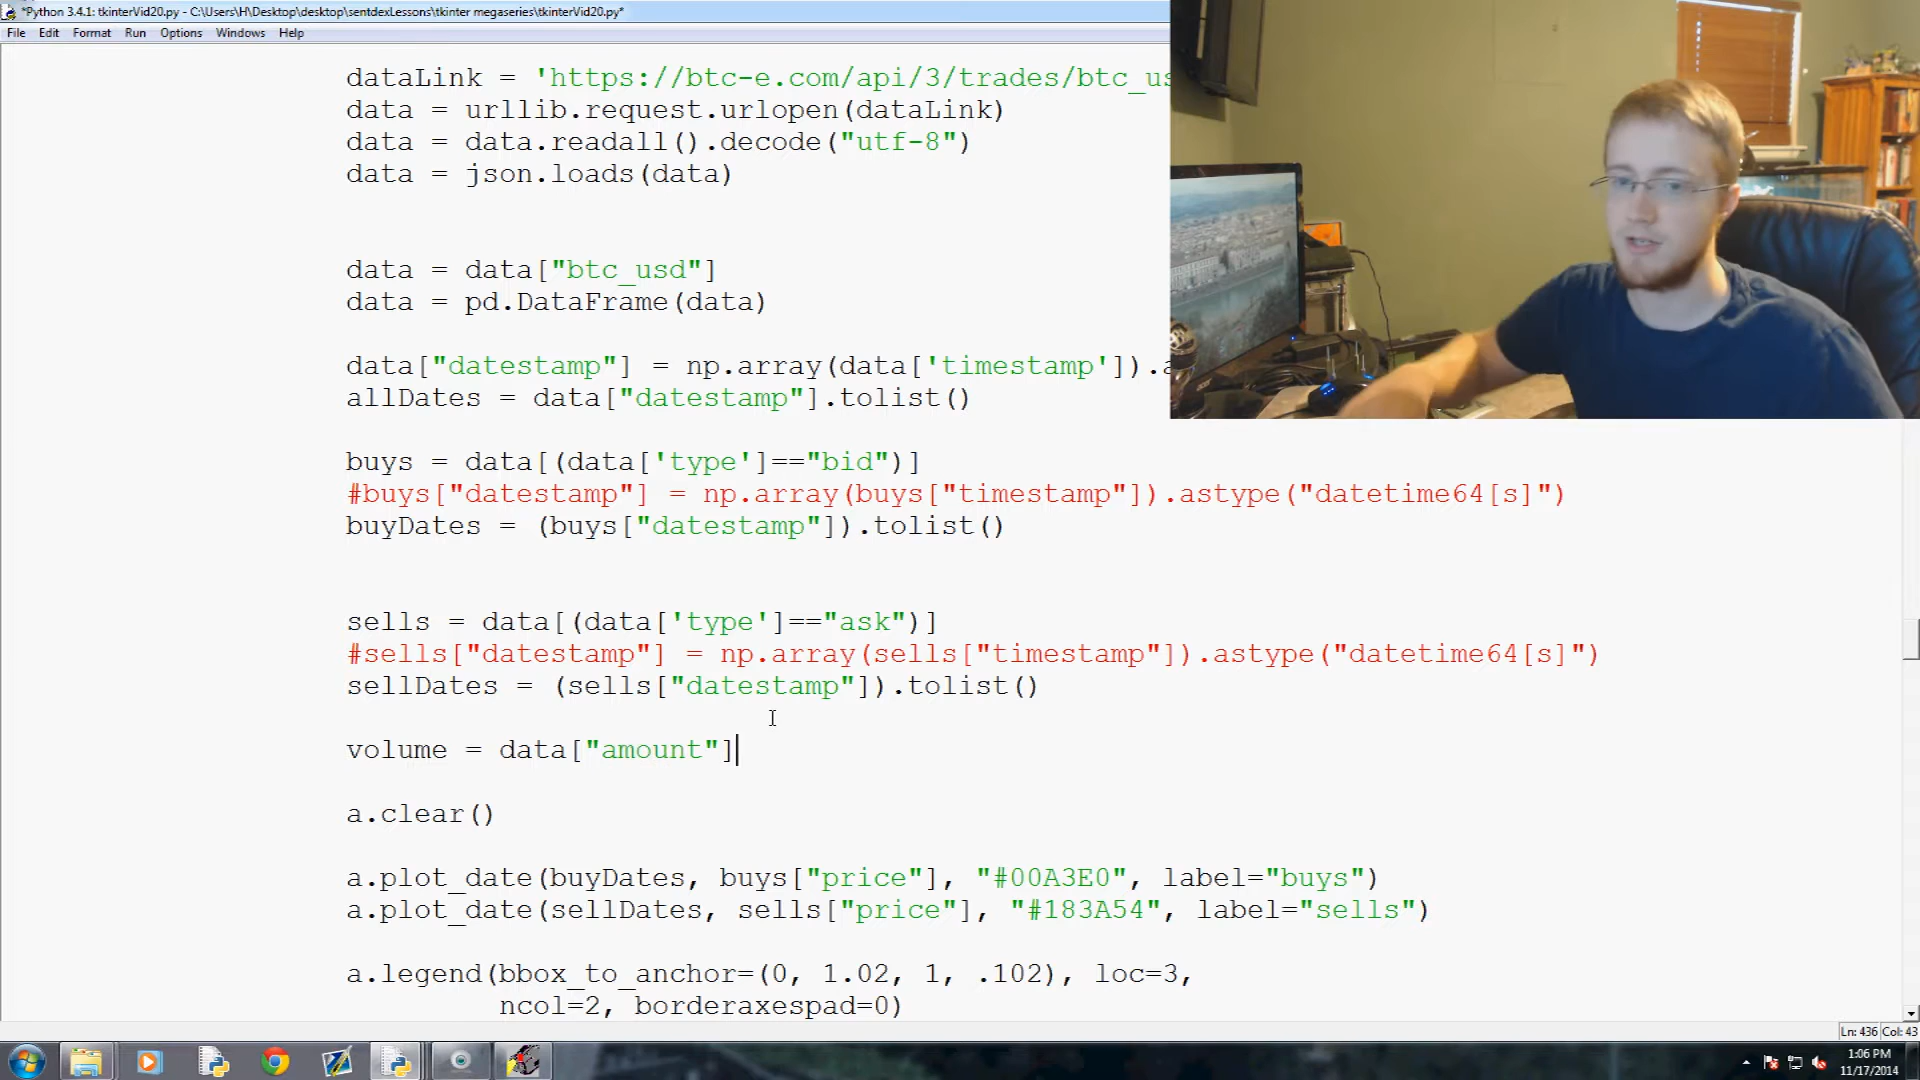 *Python 3.4.1: tkinterVid20.py - C:\Users\H\Desktop\desktop\sentdexLessons\tkinter megaseries\tkinterVid20.py*
File Edit Format Run Options Windows Help
dataLink = 'https://btc-e.com/api/3/trades/btc_us
data = urllib.request.urlopen(dataLink)
data = data.readall().decode("utf-8")
data = json.loads(data)
data = data["btc_usd"]
data = pd.DataFrame(data)
data["datestamp"] = np.array(data['timestamp']).a
allDates = data["datestamp"].tolist()
buys = data[(data['type']=="bid")]
#buys["datestamp"] = np.array(buys["timestamp"]).astype("datetime64[s]")
buyDates = (buys["datestamp"]).tolist()
sells = data[(data['type']=="ask")]
#sells["datestamp"] = np.array(sells["timestamp"]).astype("datetime64[s]")
sellDates = (sells["datestamp"]).tolist()
volume = data["amount"]
a.clear()
a.plot_date(buyDates, buys["price"], "#00A3E0", label="buys")
a.plot_date(sellDates, sells["price"], "#183A54", label="sells")
a.legend(bbox_to_anchor=(0, 1.02, 1, .102), loc=3,
ncol=2, borderaxespad=0)
Ln: 436 Col: 43
1:06 PM
11/17/2014